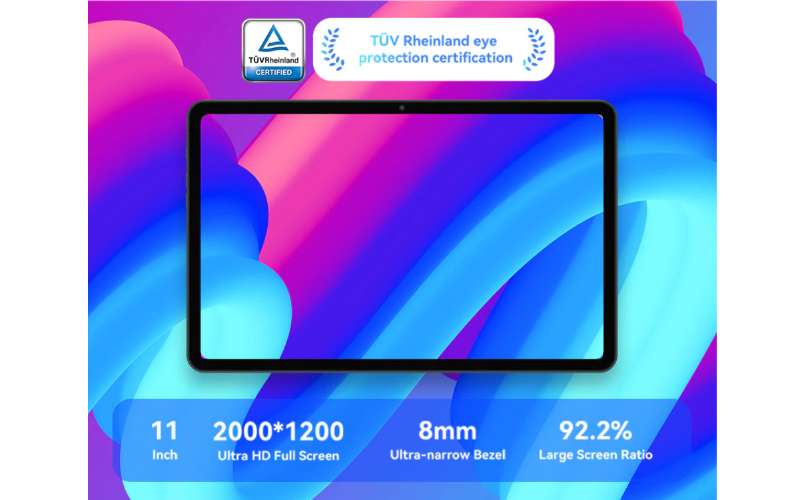 TÜVRheinland®
CERTIFIED
TÜV Rheinland eye
protection certification
11
Inch
2000*1200
Ultra HD Full Screen
8mm
Ultra-narrow Bezel
92.2%
Large Screen Ratio